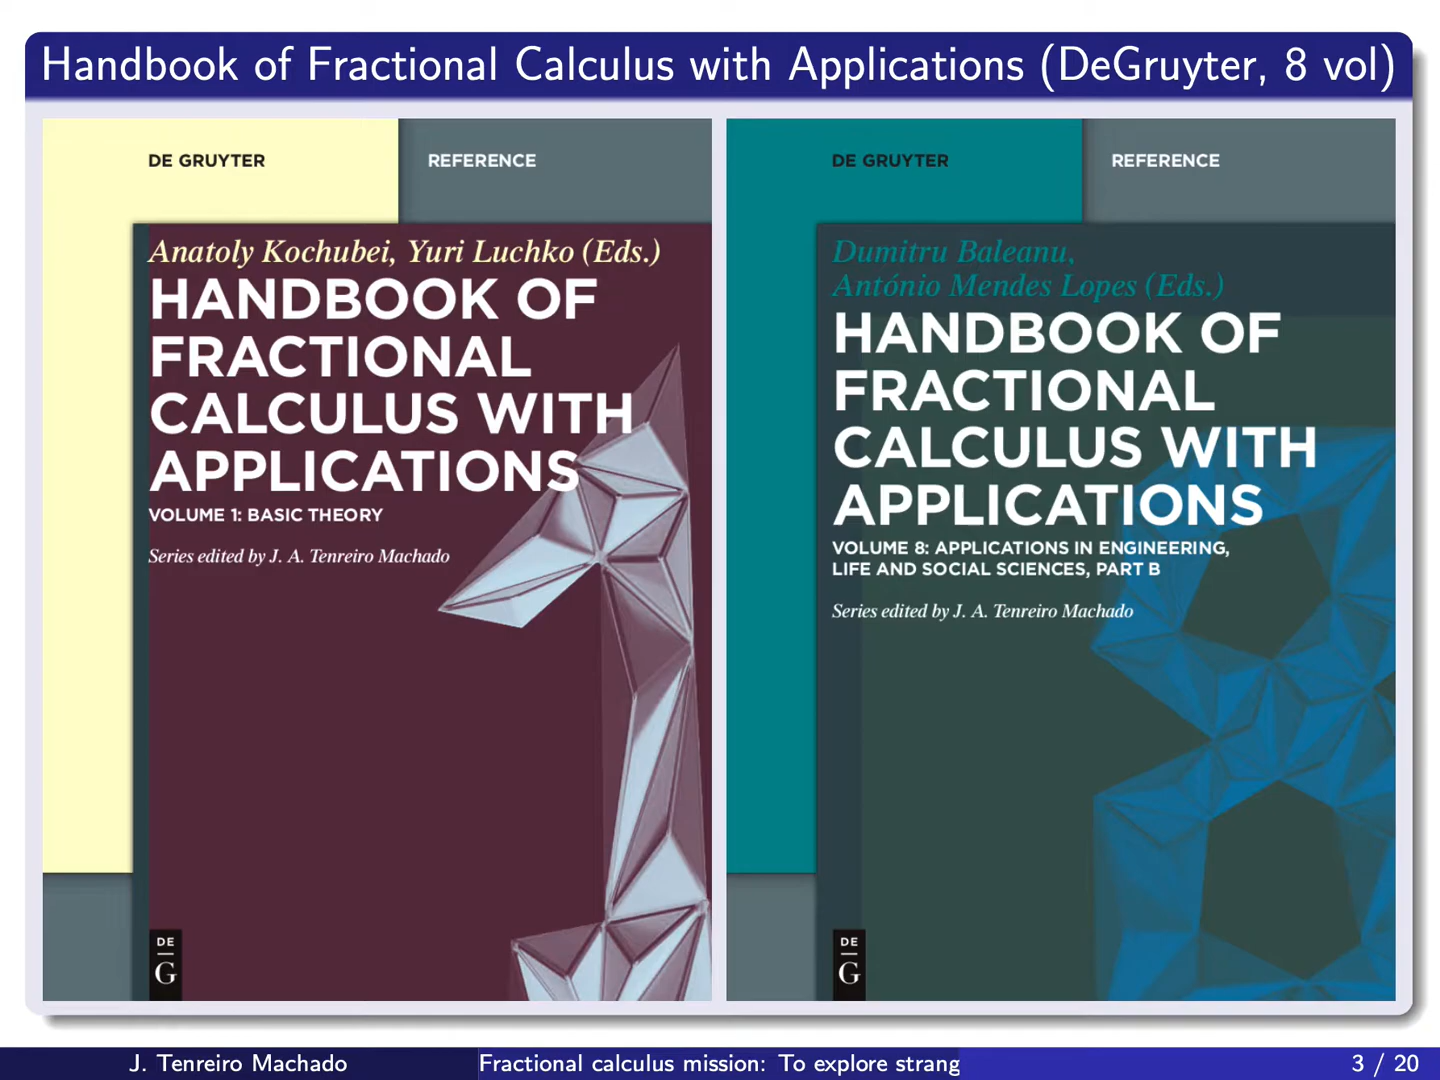 Handbook of Fractional Calculus with Applications (DeGruyter, 8 vol)
DE GRUYTER
REFERENCE
Anatoly Kochubei, Yuri Luchko (Eds.)
HANDBOOK OF
FRACTIONAL
CALCULUS WITH
APPLICATIONS
VOLUME 1: BASIC THEORY
Series edited by J. A. Tenreiro Machado
DE
G
DE GRUYTER
REFERENCE
Dumitru Baleanu,
António Mendes Lopes (Eds.)
HANDBOOK OF
FRACTIONAL
CALCULUS WITH
APPLICATIONS
VOLUME 8: APPLICATIONS IN ENGINEERING,
LIFE AND SOCIAL SCIENCES, PART B
Series edited by J. A. Tenreiro Machado
DE
G
J. Tenreiro Machado
Fractional calculus mission: To explore strang
3 / 20